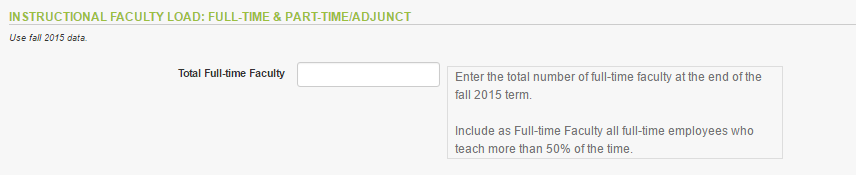 INSTRUCTIONAL FACULTY LOAD: FULL-TIME & PART-TIME/ADJUNCT
Use fall 2015 data.
Total Full-time Faculty
Enter the total number of full-time faculty at the end of the
fall 2015 term.
Include as Full-time Faculty all full-time employees who
teach more than 50% of the time.